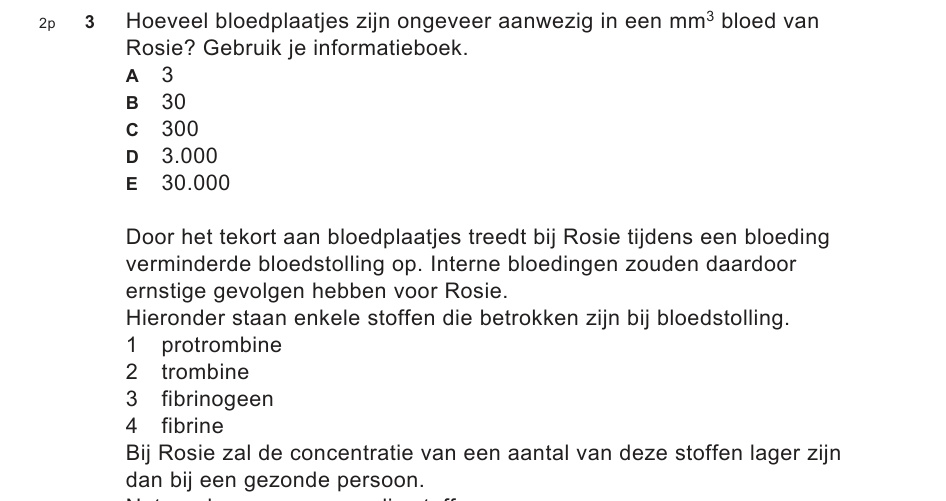 2p 3 Hoeveel bloedplaatjes zijn ongeveer aanwezig in een mm³ bloed van
Rosie? Gebruik je informatieboek.
A 3
B 30
C 300
D 3.000
E 30.000
Door het tekort aan bloedplaatjes treedt bij Rosie tijdens een bloeding
verminderde bloedstolling op. Interne bloedingen zouden daardoor
ernstige gevolgen hebben voor Rosie.
Hieronder staan enkele stoffen die betrokken zijn bij bloedstolling.
1 protrombine
2 trombine
3 fibrinogeen
4 fibrine
Bij Rosie zal de concentratie van een aantal van deze stoffen lager zijn
dan bij een gezonde persoon.